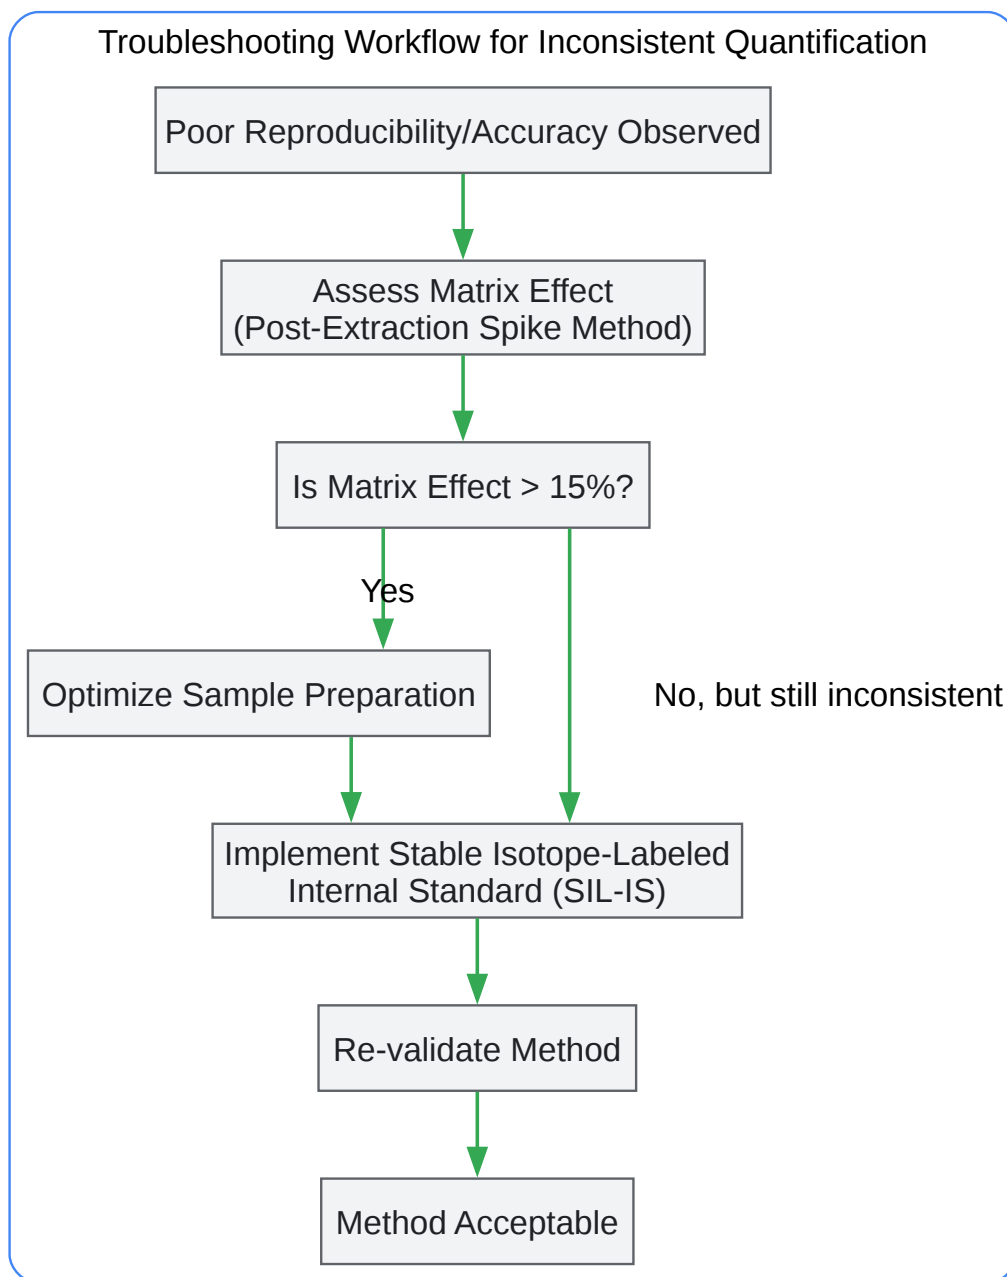 Troubleshooting Workflow for Inconsistent Quantification
Poor Reproducibility/Accuracy Observed
Assess Matrix Effect
(Post-Extraction Spike Method)
Is Matrix Effect > 15%?
Yes
Optimize Sample Preparation
No, but still inconsistent
Implement Stable Isotope-Labeled
Internal Standard (SIL-IS)
Re-validate Method
Method Acceptable